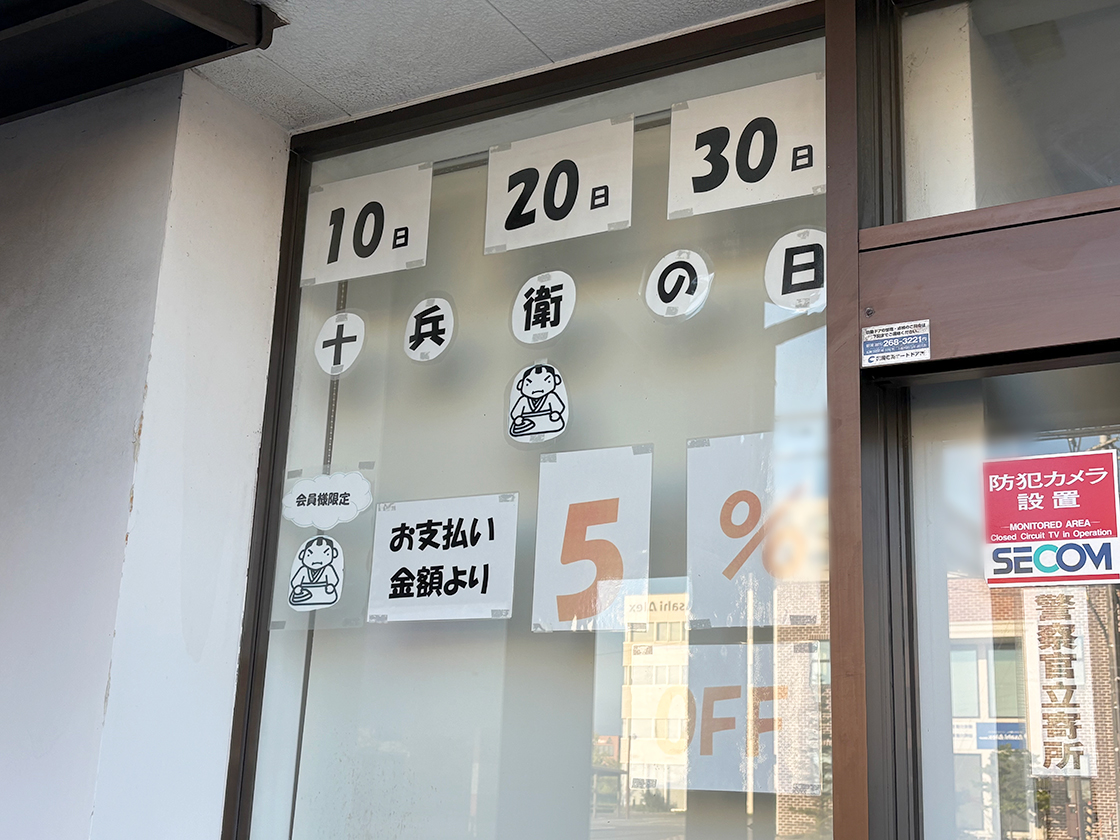 10日
20日
30日
十兵衛の日
会員様限定
お支払い
金額より
5%
OFF
268-3221
防犯カメラ
設置
MONITORED AREA
Closed Circuit TV in Operation
SECOM
警察官立寄所